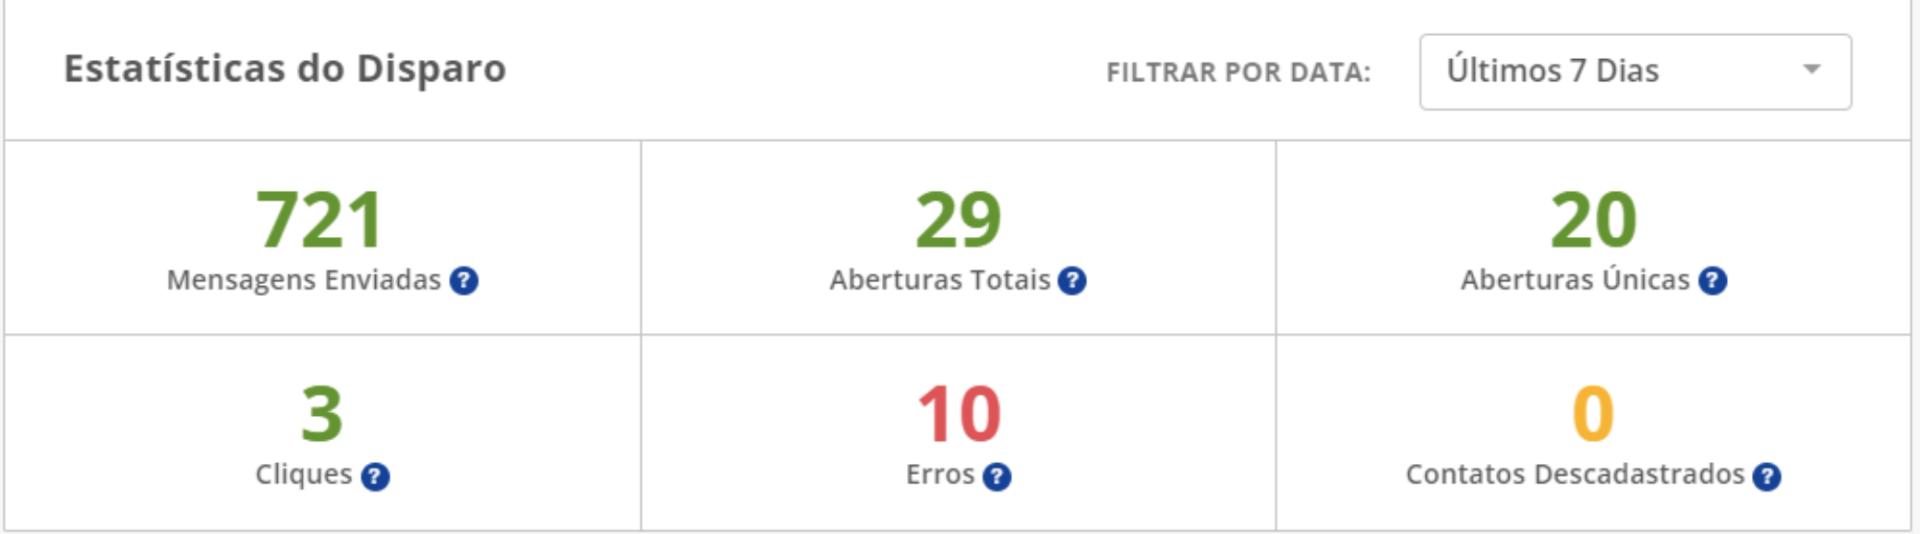 Estatísticas do Disparo
FILTRAR POR DATA:
Últimos 7 Dias
721
Mensagens Enviadas ?
29
Aberturas Totais ?
20
Aberturas Únicas ?
3
Cliques ?
10
Erros ?
0
Contatos Descadastrados ?